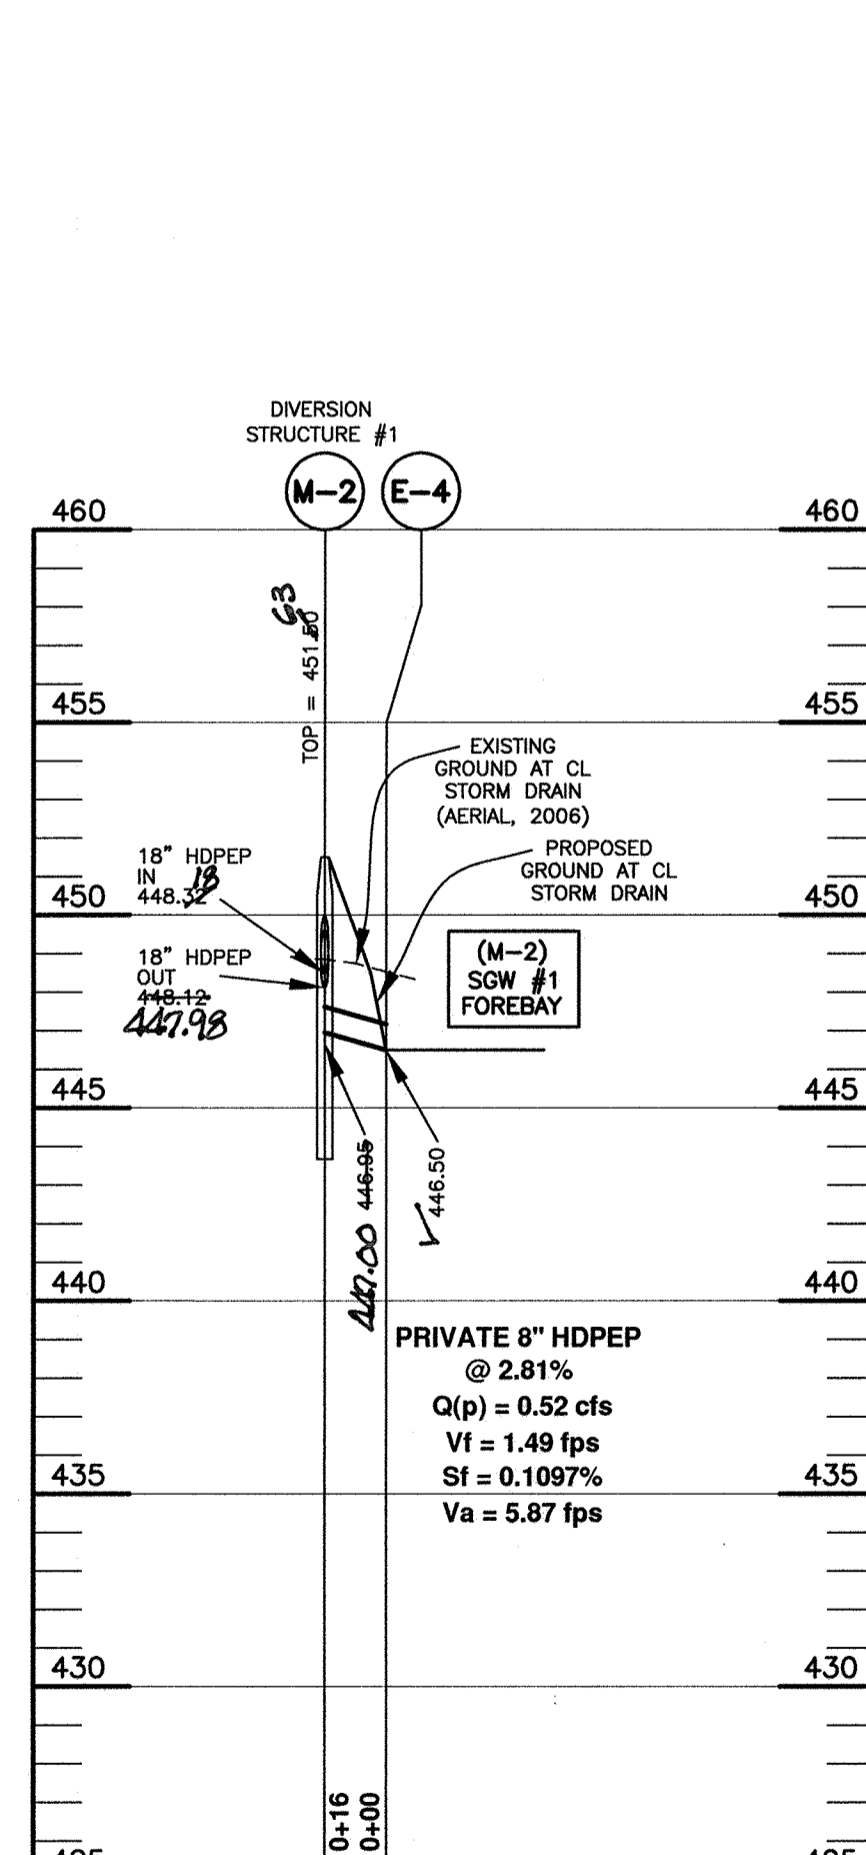 DIVERSION
STRUCTURE #1
M-2
E-4
460
460
63
TOP = 451.50
455
455
EXISTING
GROUND AT CL
STORM DRAIN
(AERIAL, 2006)
PROPOSED
GROUND AT CL
STORM DRAIN
18" HDPEP
IN
18
448.32
450
450
18" HDPEP
OUT
448.12
447.98
(M-2)
SGW #1
FOREBAY
445
445
446.95
447.00
446.50
440
440
PRIVATE 8" HDPEP
@ 2.81%
Q(p) = 0.52 cfs
Vf = 1.49 fps
Sf = 0.1097%
Va = 5.87 fps
435
435
430
430
0+16
0+00